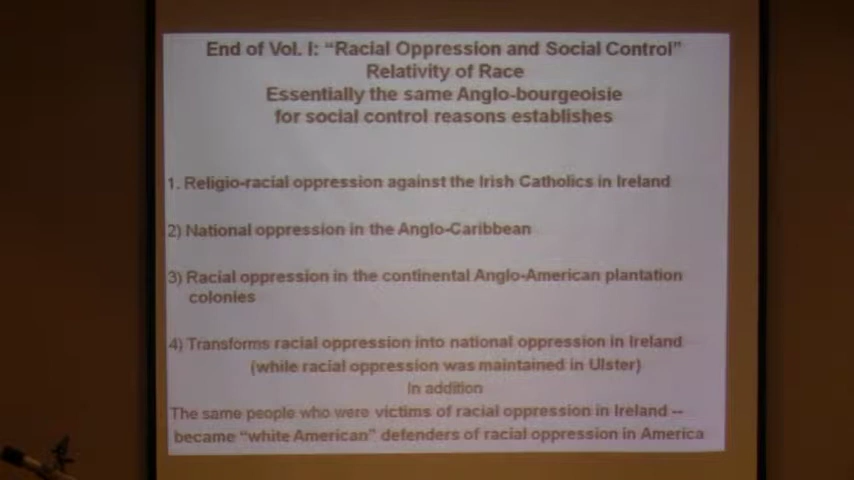 End of Vol. I: “Racial Oppression and Social Control”
Relativity of Race
Essentially the same Anglo-bourgeoisie
for social control reasons establishes
1. Religio-racial oppression against the Irish Catholics in Ireland
2) National oppression in the Anglo-Caribbean
3) Racial oppression in the continental Anglo-American plantation
colonies
4) Transforms racial oppression into national oppression in Ireland
(while racial oppression was maintained in Ulster)
In addition
The same people who were victims of racial oppression in Ireland --
became “white American” defenders of racial oppression in America